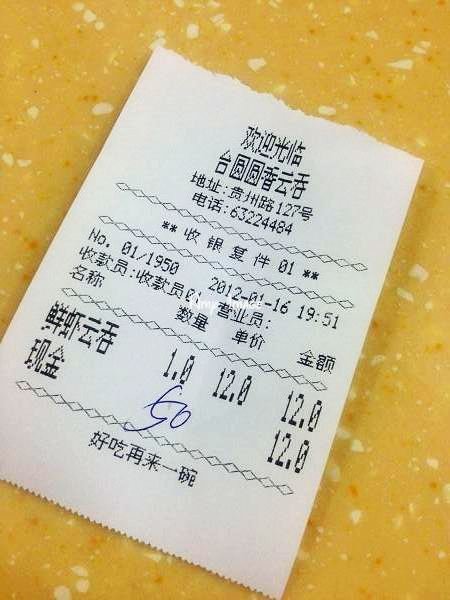 欢迎光临
台圆圆香云吞
地址:贵州路127号
电话:63224484
** 收银复件 01 **
No. 01/1950 2012-01-16 19:51
收款员:收款员01 营业员:
名称 数量 单价 金额
鲜虾云吞 1.0 12.0 12.0
现金 12.0
50
好吃再来一碗